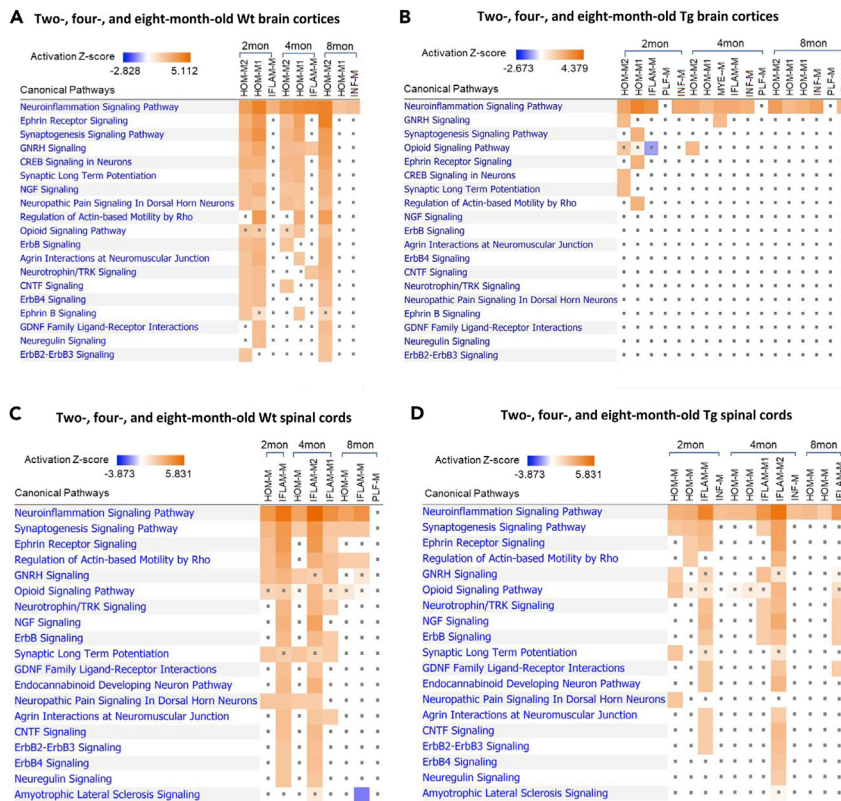 A
Two-, four-, and eight-month-old Wt brain cortices
Activation Z-score
-2.828 5.112
2mon 4mon 8mon
HOM-M2 HOM-M1 IFLAM-M HOM-M2 HOM-M1 IFLAM-M HOM-M2 HOM-M1 INF-M
Canonical Pathways
Neuroinflammation Signaling Pathway
Ephrin Receptor Signaling
Synaptogenesis Signaling Pathway
GNRH Signaling
CREB Signaling in Neurons
Synaptic Long Term Potentiation
NGF Signaling
Neuropathic Pain Signaling In Dorsal Horn Neurons
Regulation of Actin-based Motility by Rho
Opioid Signaling Pathway
ErbB Signaling
Agrin Interactions at Neuromuscular Junction
Neurotrophin/TRK Signaling
CNTF Signaling
ErbB4 Signaling
Ephrin B Signaling
GDNF Family Ligand-Receptor Interactions
Neuregulin Signaling
ErbB2-ErbB3 Signaling
B
Two-, four-, and eight-month-old Tg brain cortices
Activation Z-score
-2.673 4.379
2mon 4mon 8mon
HOM-M2 HOM-M1 IFLAM-M PLF-M INF-M HOM-M2 HOM-M1 MYE-M IFLAM-M INF-M PLF-M HOM-M2 HOM-M1 HOM-M1 INF-M PLF-M
Canonical Pathways
Neuroinflammation Signaling Pathway
GNRH Signaling
Synaptogenesis Signaling Pathway
Opioid Signaling Pathway
Ephrin Receptor Signaling
CREB Signaling in Neurons
Synaptic Long Term Potentiation
Regulation of Actin-based Motility by Rho
NGF Signaling
ErbB Signaling
Agrin Interactions at Neuromuscular Junction
ErbB4 Signaling
CNTF Signaling
Neurotrophin/TRK Signaling
Neuropathic Pain Signaling In Dorsal Horn Neurons
Ephrin B Signaling
GDNF Family Ligand-Receptor Interactions
Neuregulin Signaling
ErbB2-ErbB3 Signaling
C
Two-, four-, and eight-month-old Wt spinal cords
Activation Z-score
-3.873 5.831
2mon 4mon 8mon
HOM-M IFLAM-M HOM-M IFLAM-M2 IFLAM-M1 HOM-M IFLAM-M PLF-M
Canonical Pathways
Neuroinflammation Signaling Pathway
Synaptogenesis Signaling Pathway
Ephrin Receptor Signaling
Regulation of Actin-based Motility by Rho
GNRH Signaling
Opioid Signaling Pathway
Neurotrophin/TRK Signaling
NGF Signaling
ErbB Signaling
Synaptic Long Term Potentiation
GDNF Family Ligand-Receptor Interactions
Endocannabinoid Developing Neuron Pathway
Neuropathic Pain Signaling In Dorsal Horn Neurons
Agrin Interactions at Neuromuscular Junction
CNTF Signaling
ErbB2-ErbB3 Signaling
ErbB4 Signaling
Neuregulin Signaling
Amyotrophic Lateral Sclerosis Signaling
D
Two-, four-, and eight-month-old Tg spinal cords
Activation Z-score
-3.873 5.831
2mon 4mon 8mon
HOM-M HOM-M IFLAM-M INF-M HOM-M HOM-M IFLAM-M1 IFLAM-M2 INF-M HOM-M HOM-M IFLAM-M
Canonical Pathways
Neuroinflammation Signaling Pathway
Synaptogenesis Signaling Pathway
Ephrin Receptor Signaling
Regulation of Actin-based Motility by Rho
GNRH Signaling
Opioid Signaling Pathway
Neurotrophin/TRK Signaling
NGF Signaling
ErbB Signaling
Synaptic Long Term Potentiation
GDNF Family Ligand-Receptor Interactions
Endocannabinoid Developing Neuron Pathway
Neuropathic Pain Signaling In Dorsal Horn Neurons
Agrin Interactions at Neuromuscular Junction
CNTF Signaling
ErbB2-ErbB3 Signaling
ErbB4 Signaling
Neuregulin Signaling
Amyotrophic Lateral Sclerosis Signaling